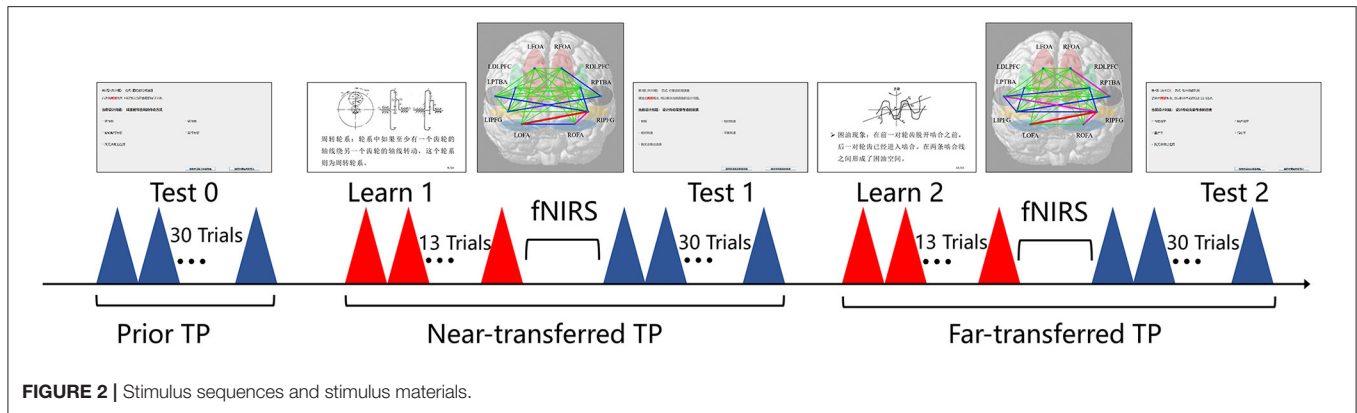 LFOA RFOA
LDLPFC RDLPFC
LPTBA RPTBA
LIPFG RIPFG
LOFA ROFA
LFOA RFOA
LDLPFC RDLPFC
LPTBA RPTBA
LIPFG RIPFG
LOFA ROFA
周转轮系：轮系中如果至少有一个齿轮的
轴线绕另一个齿轮的轴线转动，这个轮系
则为周转轮系。
➢ 困油现象：在前一对轮齿脱开啮合之前，
后一对轮齿已经进入啮合，在两条啮合线
之间形成了困油空间。
Test 0 Learn 1 fNIRS Test 1 Learn 2 fNIRS Test 2
30 Trials 13 Trials 30 Trials 13 Trials 30 Trials
Prior TP Near-transferred TP Far-transferred TP
FIGURE 2 | Stimulus sequences and stimulus materials.